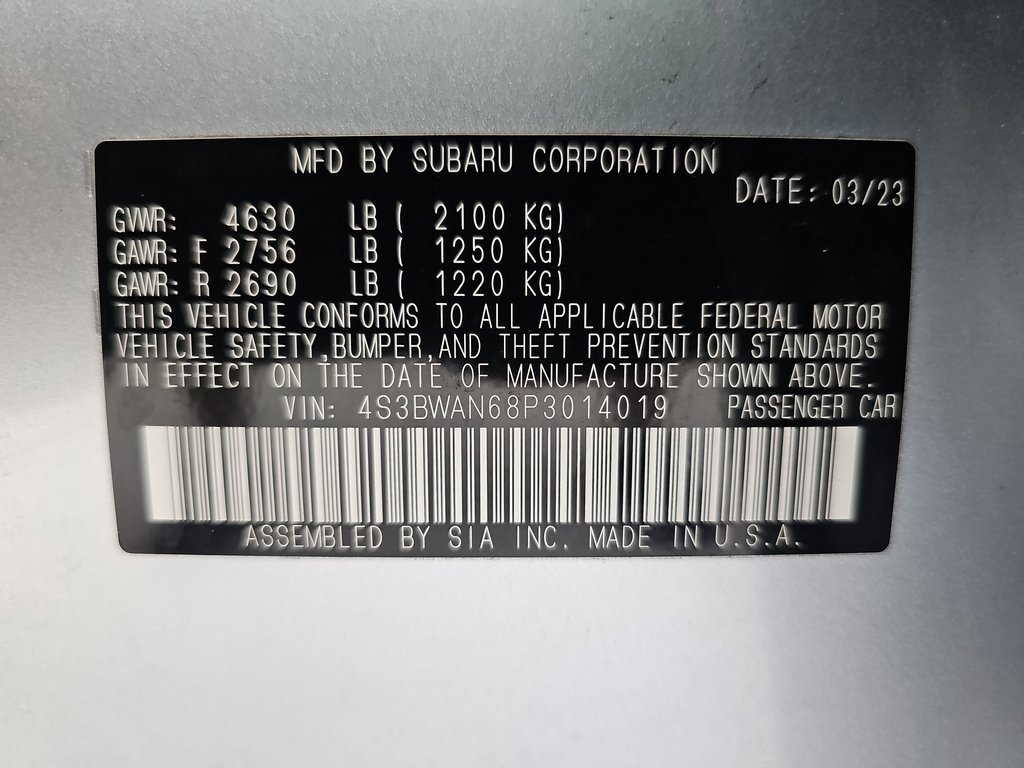 MFD BY SUBARU CORPORATION
DATE: 03/23
GVWR: 4630 LB ( 2100 KG)
GAWR: F 2756 LB ( 1250 KG)
GAWR: R 2690 LB ( 1220 KG)
THIS VEHICLE CONFORMS TO ALL APPLICABLE FEDERAL MOTOR
VEHICLE SAFETY,BUMPER,AND THEFT PREVENTION STANDARDS
IN EFFECT ON THE DATE OF MANUFACTURE SHOWN ABOVE.
VIN: 4S3BWAN68P3014019 PASSENGER CAR
ASSEMBLED BY SIA INC. MADE IN U.S.A.